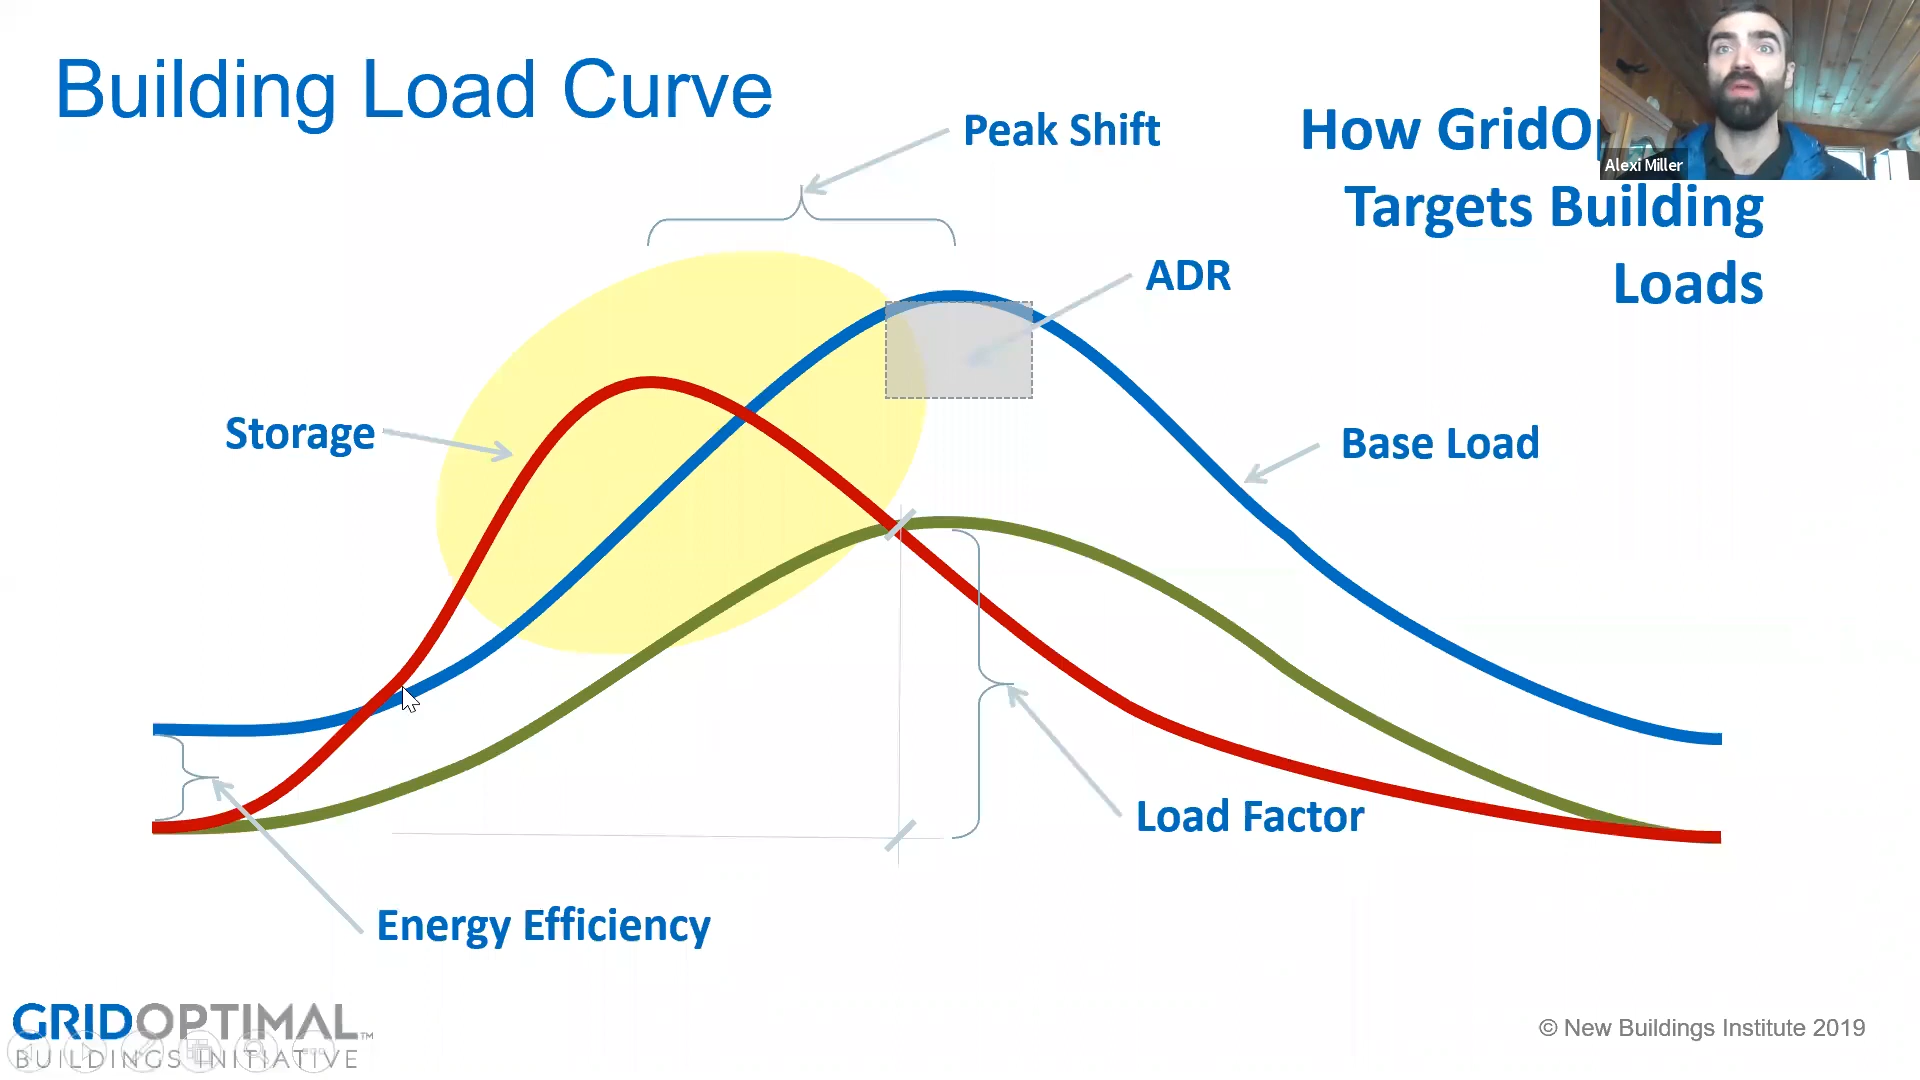 Building Load Curve
Peak Shift
How GridO
Targets Building
Loads
Alexi Miller
ADR
Storage
Base Load
Load Factor
Energy Efficiency
GRIDOPTIMAL™
BUILDINGS INITIATIVE
© New Buildings Institute 2019